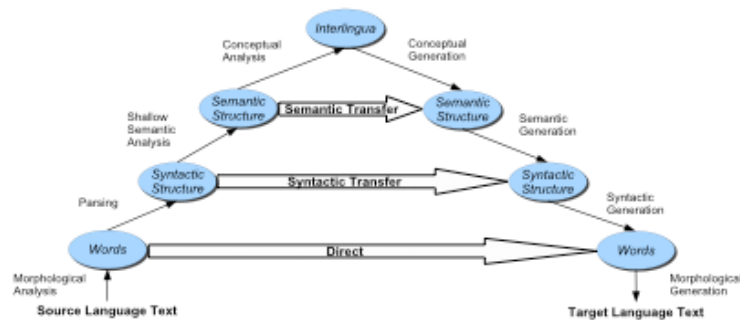 Interlingua
Conceptual
Analysis
Conceptual
Generation
Semantic
Structure
Semantic Transfer
Semantic
Structure
Shallow
Semantic
Analysis
Semantic
Generation
Syntactic
Structure
Syntactic Transfer
Syntactic
Structure
Parsing
Syntactic
Generation
Words
Direct
Words
Morphological
Analysis
Morphological
Generation
Source Language Text
Target Language Text